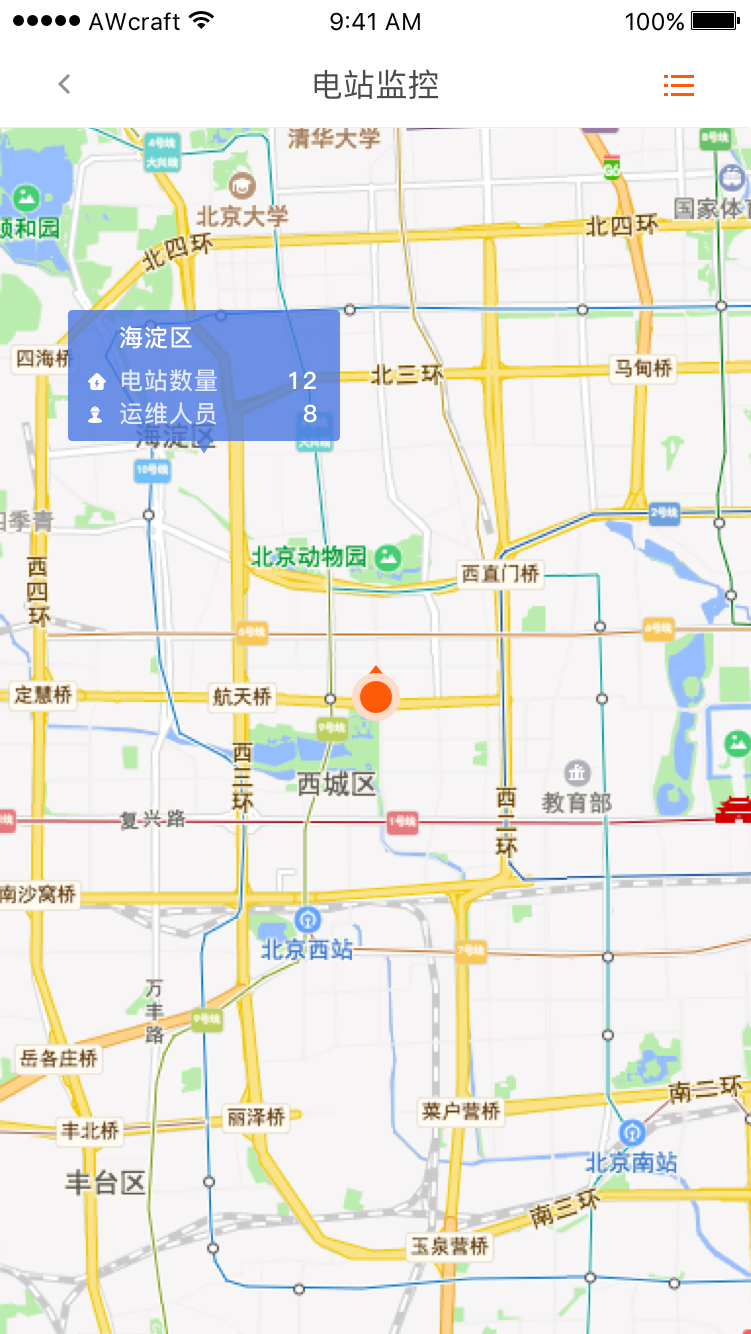 AWcraft 9:41 AM 100%
电站监控
清华大学
4号线
大兴线
8号线
北京大学
国家体育
颐和园
北四环
北四环
海淀区
电站数量 12
运维人员 8
四海桥
北三环
马甸桥
海淀区
大兴线
10号线
2号线
四季青
北京动物园
西直门桥
西四环
6号线
6号线
定慧桥
航天桥
9号线
西三环
西城区
教育部
西二环
复兴路
1号线
南沙窝桥
北京西站
7号线
万丰路
9号线
岳各庄桥
南二环
丰北桥
丽泽桥
菜户营桥
北京南站
丰台区
南三环
玉泉营桥